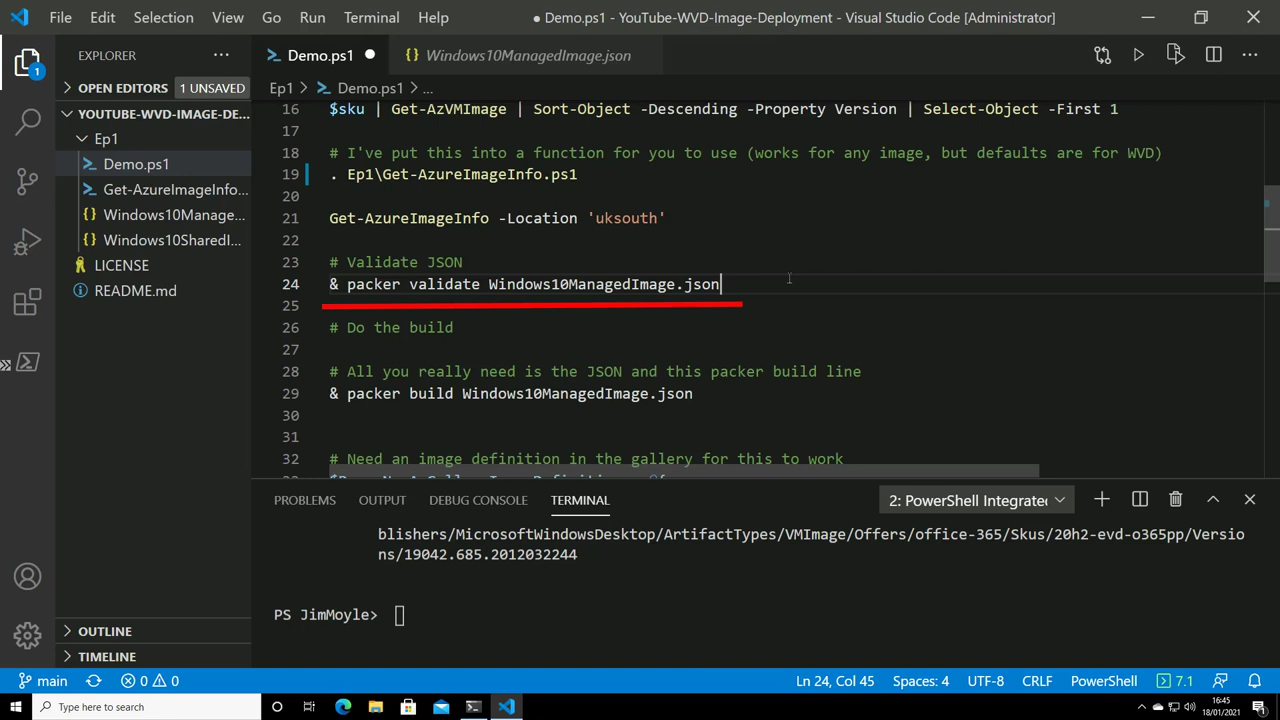 File Edit Selection View Go Run Terminal Help
● Demo.ps1 - YouTube-WVD-Image-Deployment - Visual Studio Code [Administrator]
EXPLORER
Demo.ps1
Windows10ManagedImage.json
OPEN EDITORS 1 UNSAVED
Ep1 > Demo.ps1 > ...
YOUTUBE-WVD-IMAGE-DE...
Ep1
Demo.ps1
Get-AzureImageInfo...
Windows10Manage...
Windows10SharedI...
LICENSE
README.md
OUTLINE
TIMELINE
16 $sku | Get-AzVMImage | Sort-Object -Descending -Property Version | Select-Object -First 1
17
18 # I've put this into a function for you to use (works for any image, but defaults are for WVD)
19 . Ep1\Get-AzureImageInfo.ps1
20
21 Get-AzureImageInfo -Location 'uksouth'
22
23 # Validate JSON
24 & packer validate Windows10ManagedImage.json
25
26 # Do the build
27
28 # All you really need is the JSON and this packer build line
29 & packer build Windows10ManagedImage.json
30
31
32 # Need an image definition in the gallery for this to work
PROBLEMS OUTPUT DEBUG CONSOLE TERMINAL
2: PowerShell Integrated
blishers/MicrosoftWindowsDesktop/ArtifactTypes/VMImage/Offers/office-365/Skus/20h2-evd-o365pp/Versio
ns/19042.685.2012032244
PS JimMoyle>
main 0 0
Ln 24, Col 45 Spaces: 4 UTF-8 CRLF PowerShell 7.1
Type here to search
16:45
18/01/2021